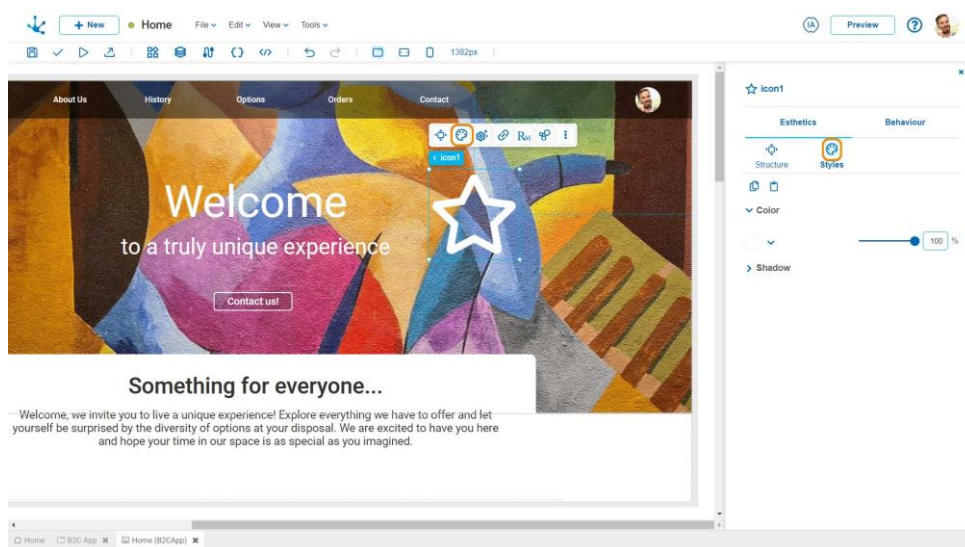 + New
Home
File
Edit
View
Tools
IA
Preview
?
1382px
About Us
History
Options
Orders
Contact
icon1
< icon1
Esthetics
Behaviour
Structure
Styles
Color
100 %
Shadow
Welcome
to a truly unique experience
Contact us!
Something for everyone...
Welcome, we invite you to live a unique experience! Explore everything we have to offer and let
yourself be surprised by the diversity of options at your disposal. We are excited to have you here
and hope your time in our space is as special as you imagined.
Home
B2C App
Home (B2CApp)